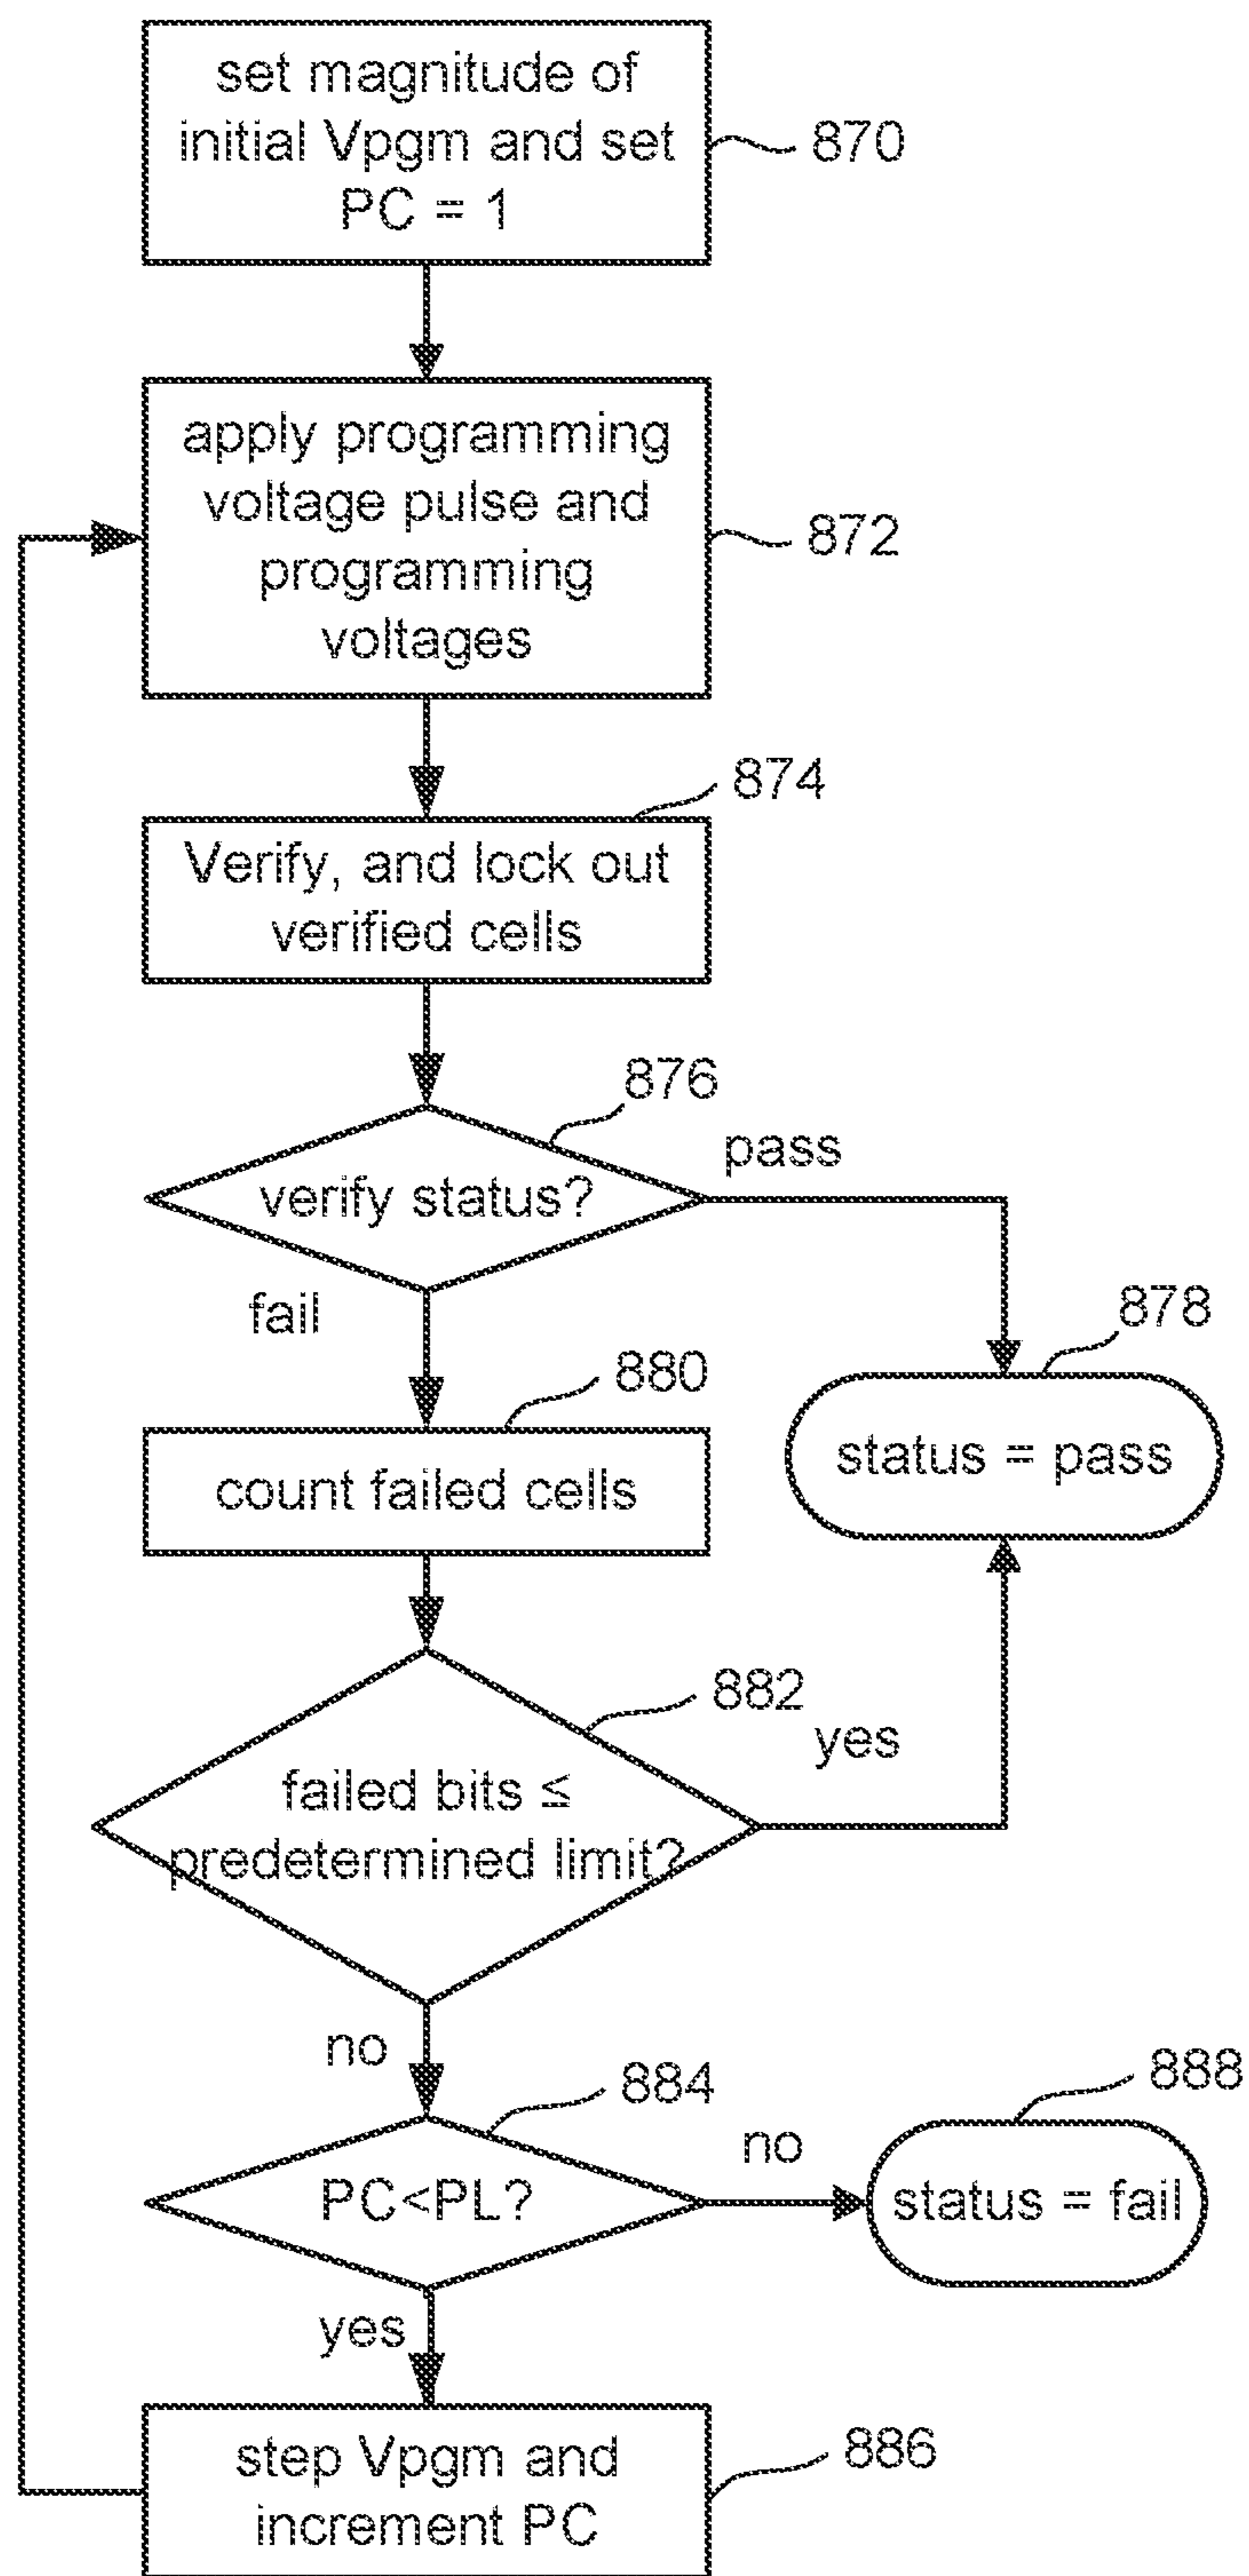 set magnitude of
initial Vpgm and set
PC = 1
870
apply programming
voltage pulse and
programming
voltages
872
874
Verify, and lock out
verified cells
876
pass
verify status?
fail
878
880
status = pass
count failed cells
882
yes
failed bits ≤
predetermined limit?
no
884
888
no
PC<PL?
status = fail
yes
step Vpgm and
increment PC
886